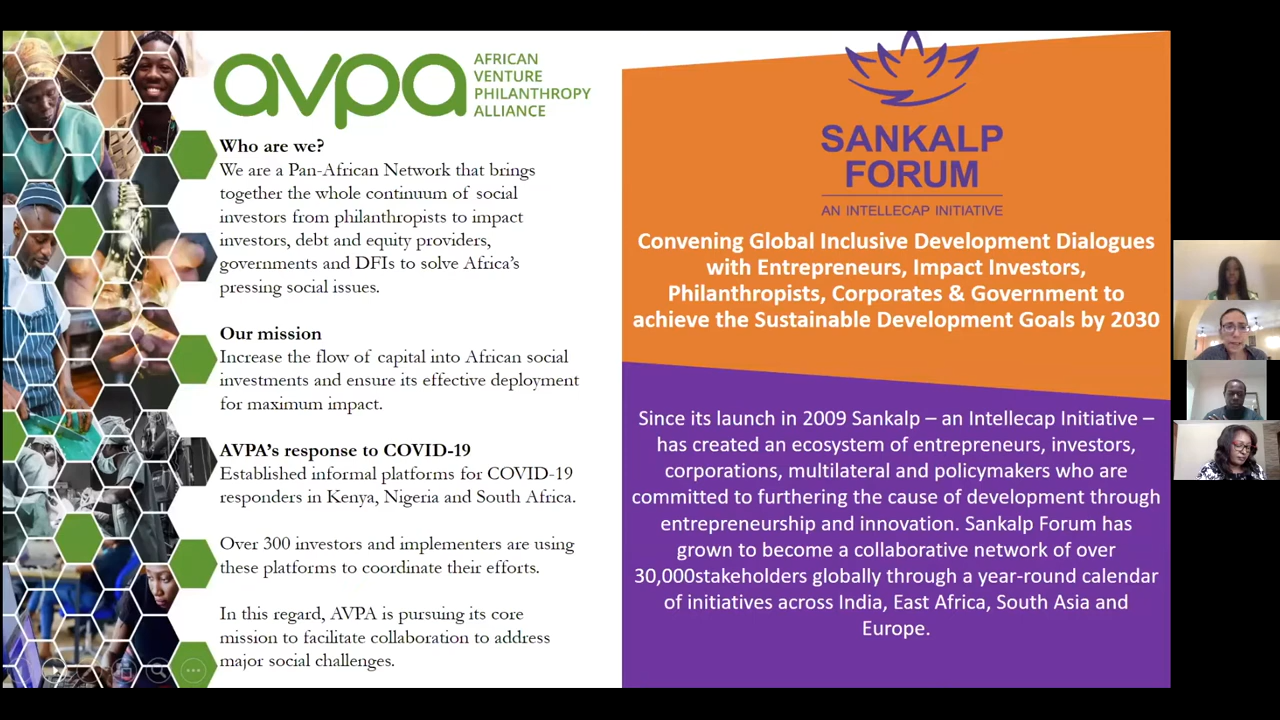 avpa
AFRICAN
VENTURE
PHILANTHROPY
ALLIANCE
Who are we?
We are a Pan-African Network that brings
together the whole continuum of social
investors from philanthropists to impact
investors, debt and equity providers,
governments and DFIs to solve Africa's
pressing social issues.
Our mission
Increase the flow of capital into African social
investments and ensure its effective deployment
for maximum impact.
AVPA's response to COVID-19
Established informal platforms for COVID-19
responders in Kenya, Nigeria and South Africa.
Over 300 investors and implementers are using
these platforms to coordinate their efforts.
In this regard, AVPA is pursuing its core
mission to facilitate collaboration to address
major social challenges.
SANKALP
FORUM
AN INTELLECAP INITIATIVE
Convening Global Inclusive Development Dialogues
with Entrepreneurs, Impact Investors,
Philanthropists, Corporates & Government to
achieve the Sustainable Development Goals by 2030
Since its launch in 2009 Sankalp – an Intellecap Initiative –
has created an ecosystem of entrepreneurs, investors,
corporations, multilateral and policymakers who are
committed to furthering the cause of development through
entrepreneurship and innovation. Sankalp Forum has
grown to become a collaborative network of over
30,000stakeholders globally through a year-round calendar
of initiatives across India, East Africa, South Asia and
Europe.